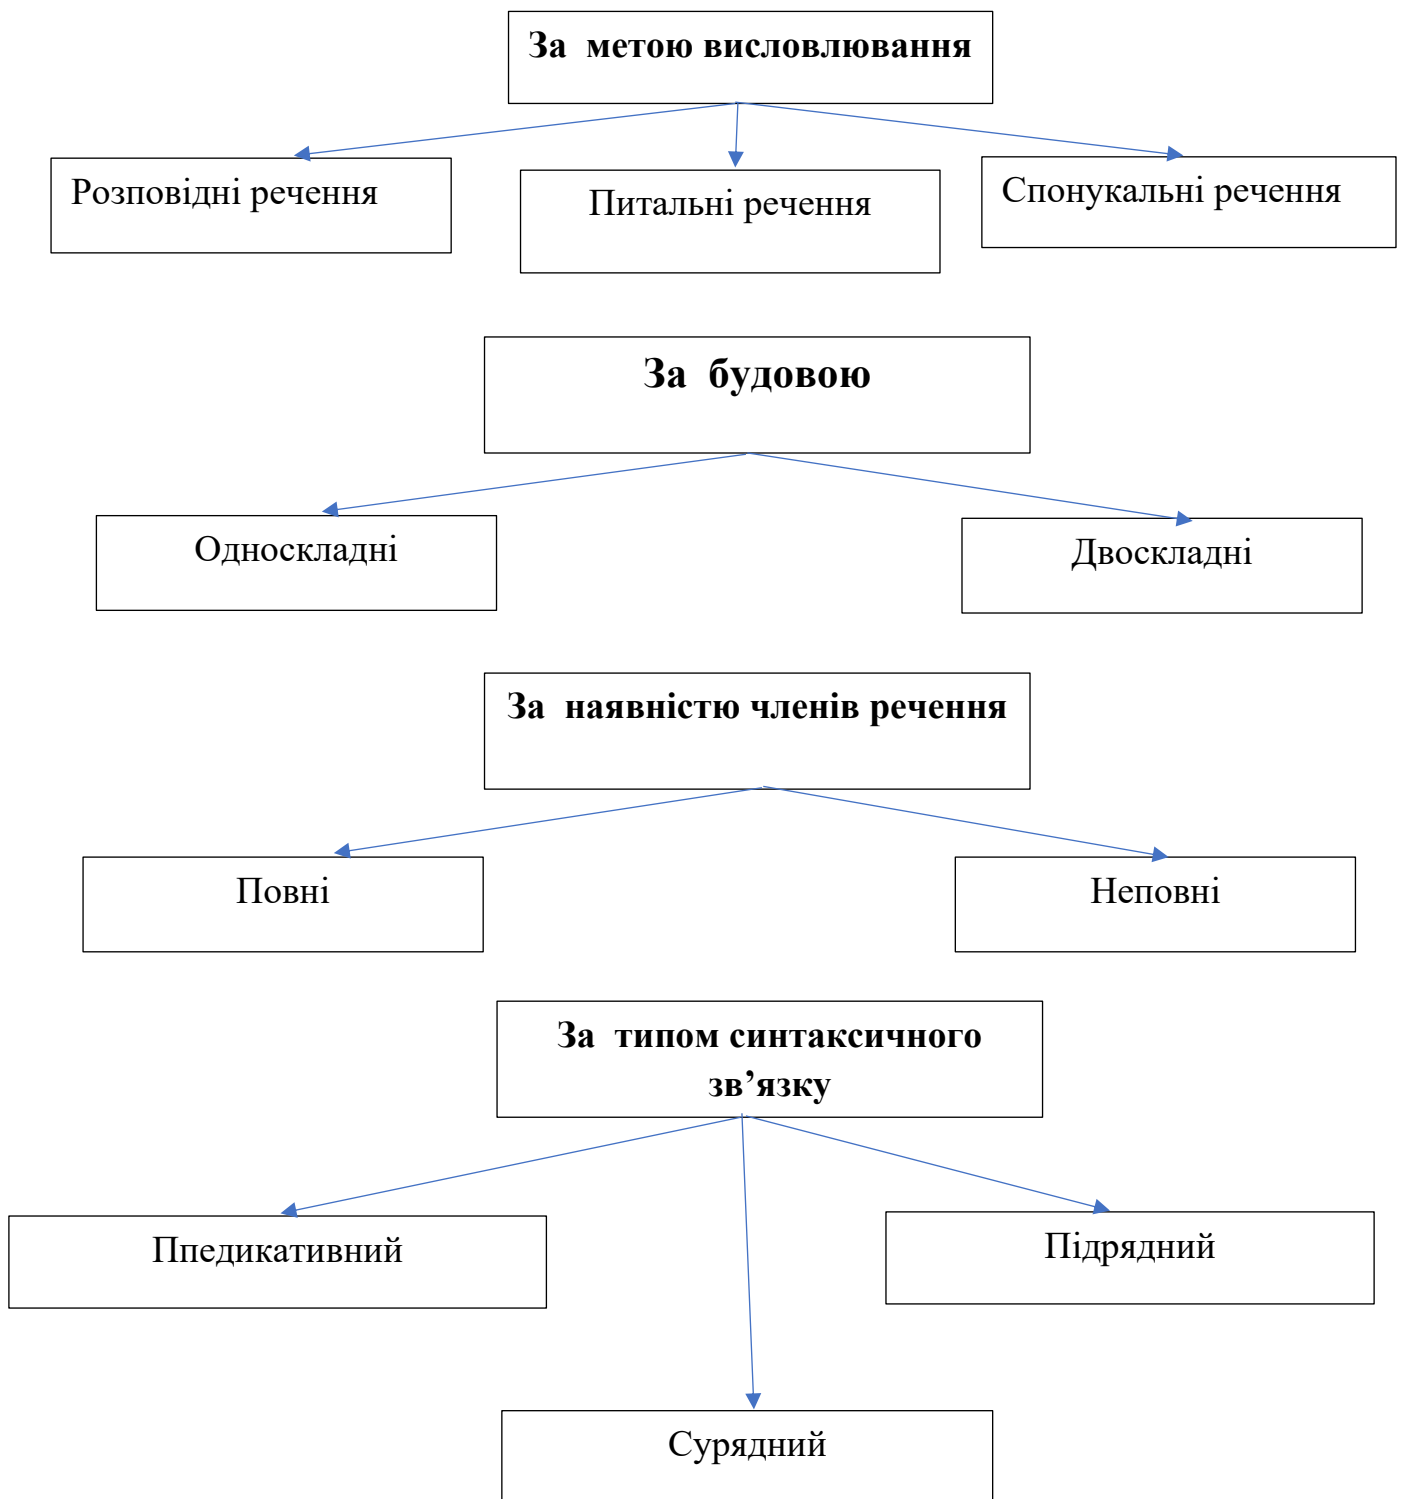 За метою висловлювання
Розповідні речення
Питальні речення
Спонукальні речення
За будовою
Односкладні
Двоскладні
За наявністю членів речення
Повні
Неповні
За типом синтаксичного
зв’язку
Ппедикативний
Підрядний
Сурядний